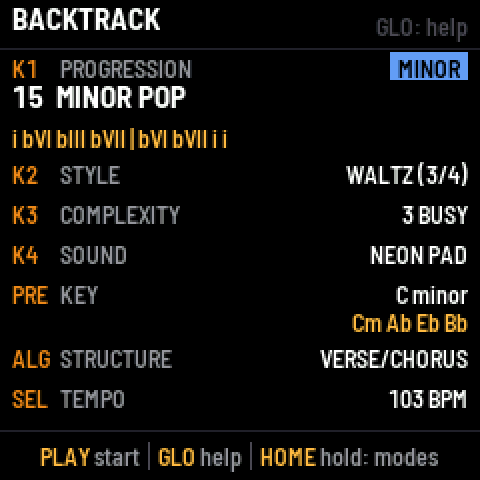 BACKTRACK GLO: help
K1 PROGRESSION MINOR
15 MINOR POP
i bVI bIII bVII | bVI bVII i i
K2 STYLE WALTZ (3/4)
K3 COMPLEXITY 3 BUSY
K4 SOUND NEON PAD
PRE KEY C minor
Cm Ab Eb Bb
ALG STRUCTURE VERSE/CHORUS
SEL TEMPO 103 BPM
PLAY start | GLO help | HOME hold: modes